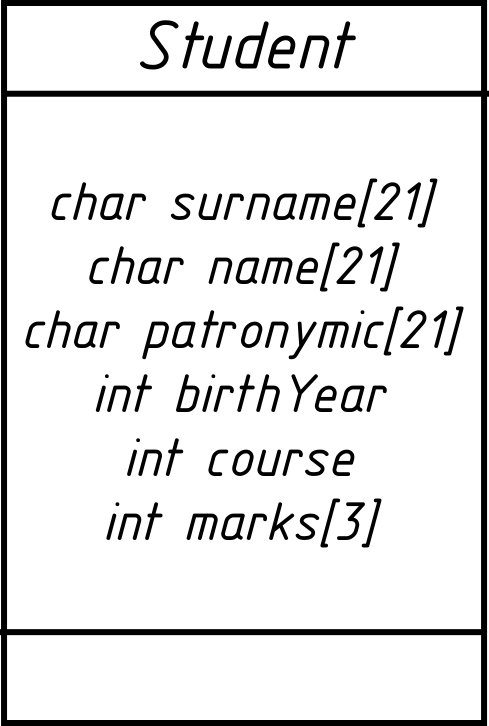 Student
char surname[21]
char name[21]
char patronymic[21]
int birthYear
int course
int marks[3]